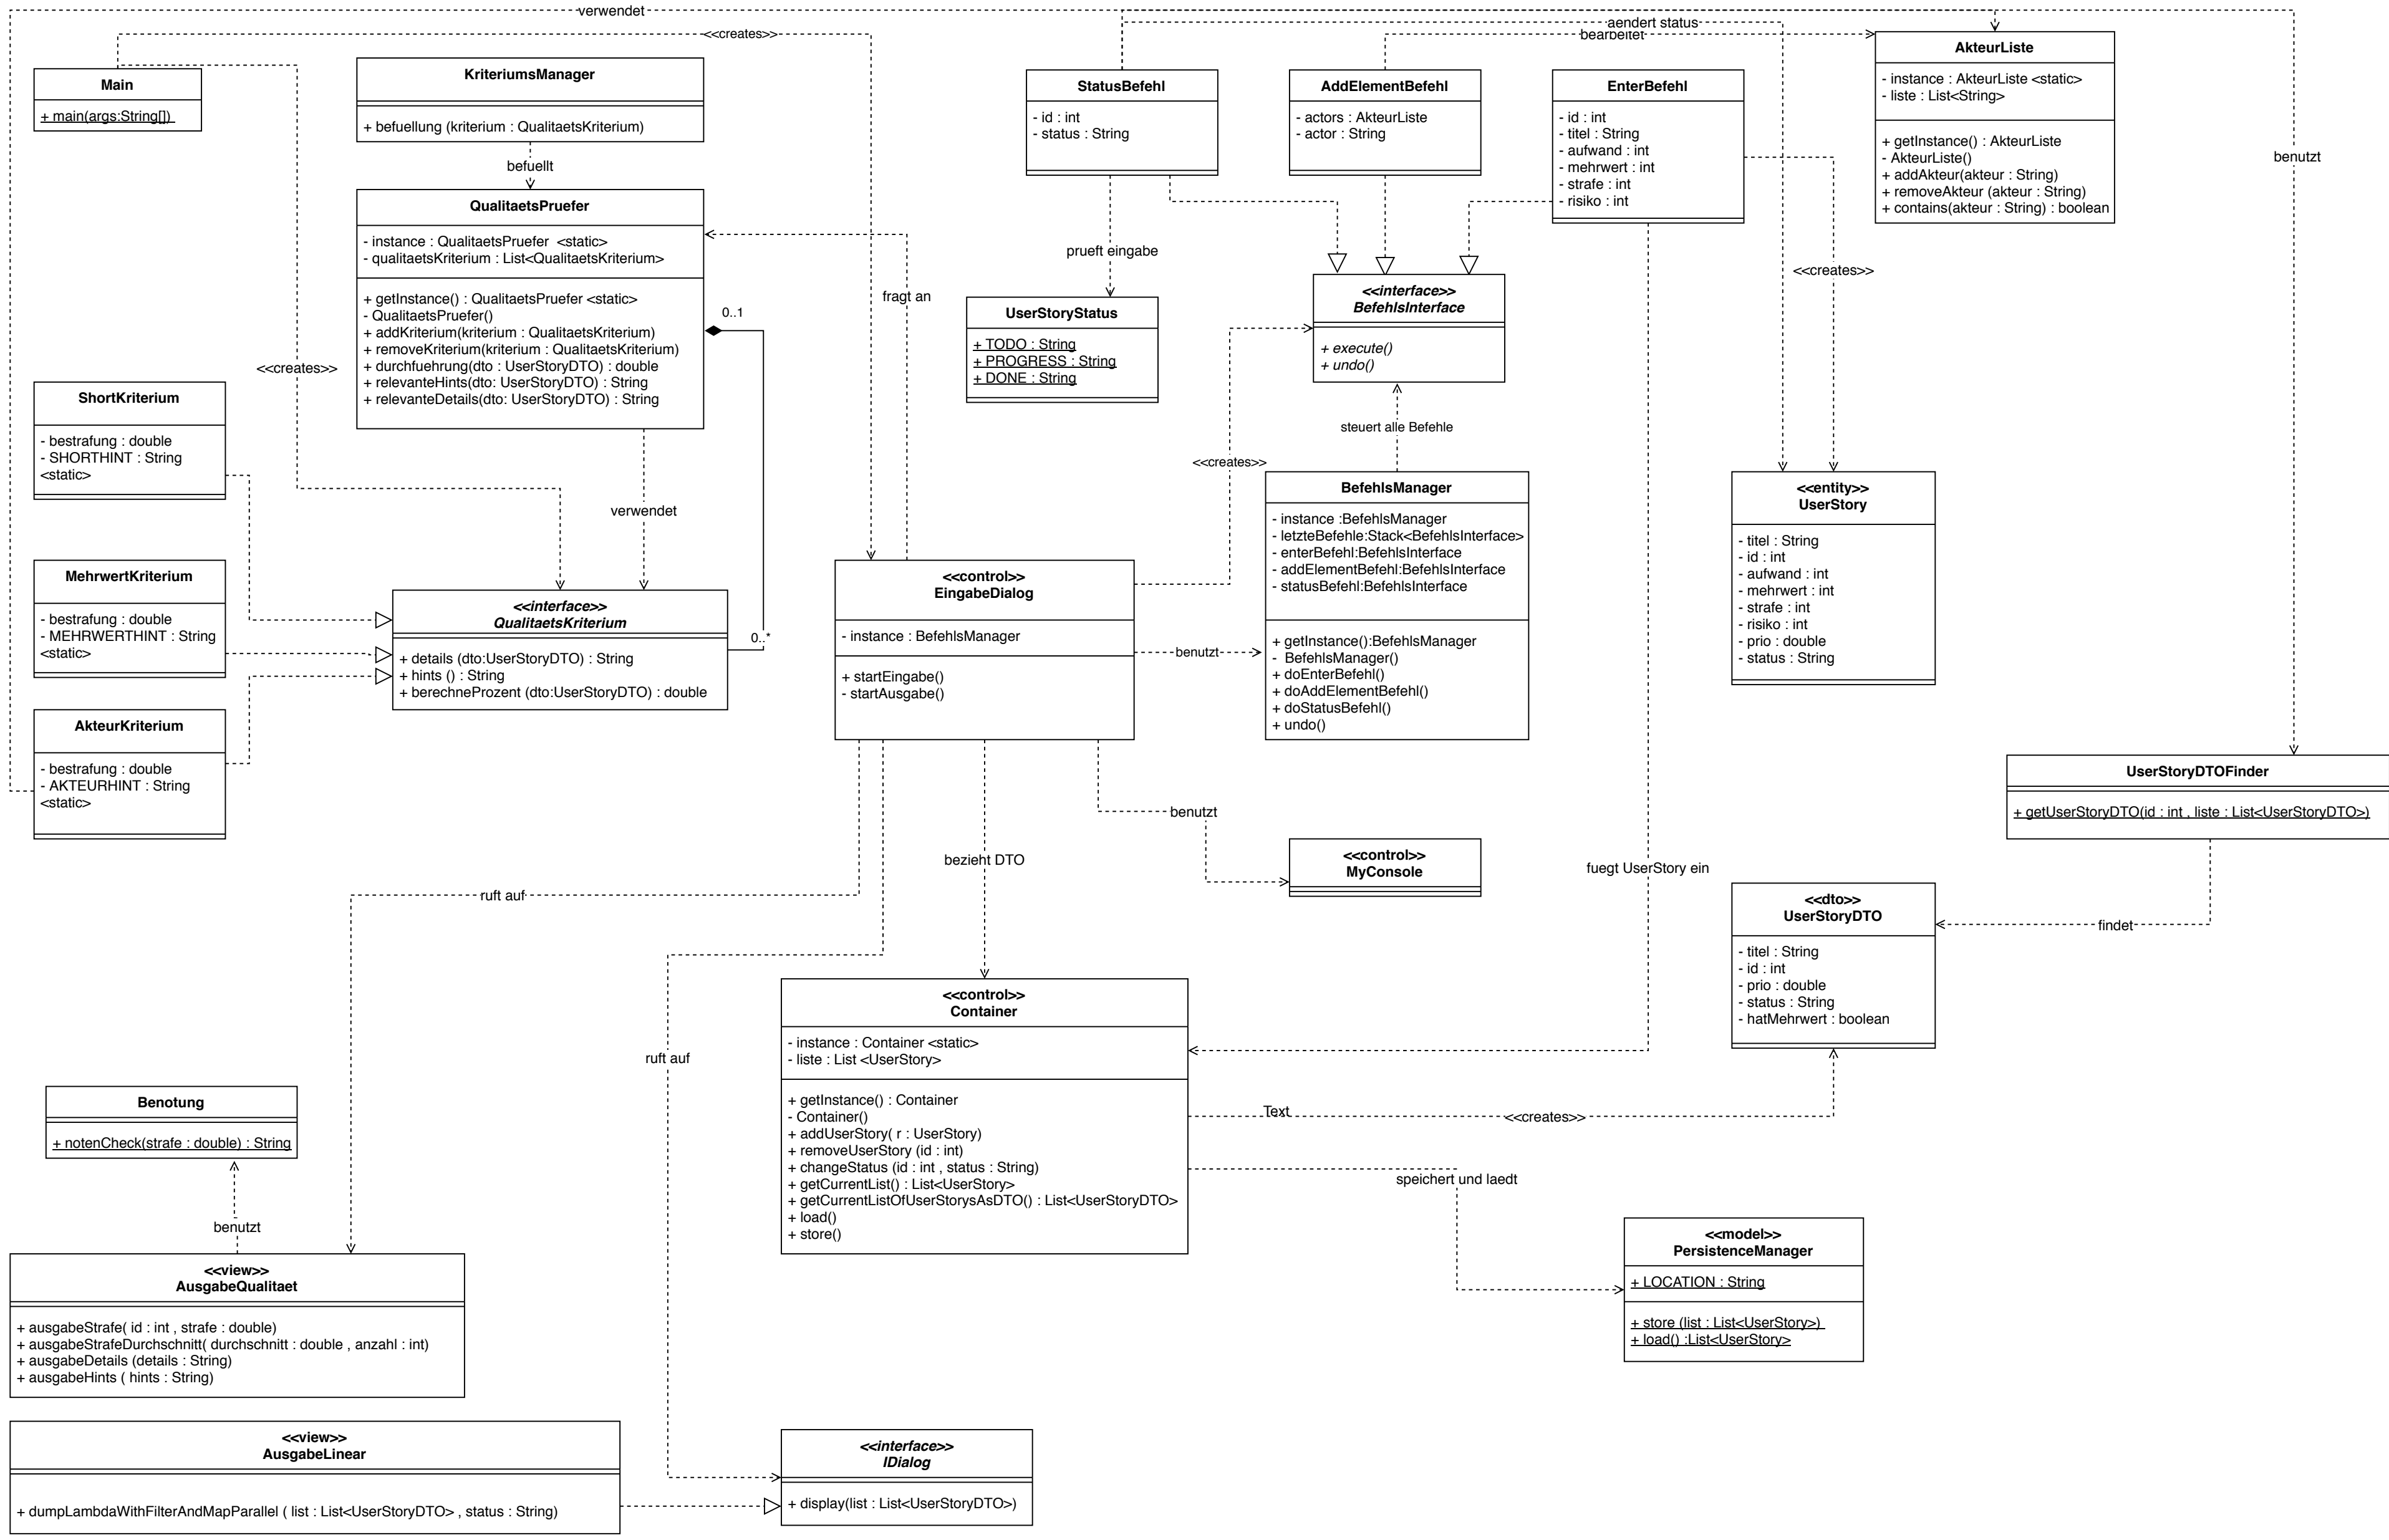 verwendet
aendert status
<<creates>>
bearbeitet
Main
+ main(args:String[])
KriteriumsManager
+ befuellung (kriterium : QualitaetsKriterium)
StatusBefehl
- id : int
- status : String
AddElementBefehl
- actors : AkteurListe
- actor : String
EnterBefehl
- id : int
- titel : String
- aufwand : int
- mehrwert : int
- strafe : int
- risiko : int
AkteurListe
- instance : AkteurListe <static>
- liste : List<String>
+ getInstance() : AkteurListe
- AkteurListe()
+ addAkteur(akteur : String)
+ removeAkteur (akteur : String)
+ contains(akteur : String) : boolean
benutzt
befuellt
QualitaetsPruefer
- instance : QualitaetsPruefer <static>
- qualitaetsKriterium : List<QualitaetsKriterium>
+ getInstance() : QualitaetsPruefer <static>
- QualitaetsPruefer()
+ addKriterium(kriterium : QualitaetsKriterium)
+ removeKriterium(kriterium : QualitaetsKriterium)
+ durchfuehrung(dto : UserStoryDTO) : double
+ relevanteHints(dto: UserStoryDTO) : String
+ relevanteDetails(dto: UserStoryDTO) : String
0..1
fragt an
prueft eingabe
<<creates>>
UserStoryStatus
+ TODO : String
+ PROGRESS : String
+ DONE : String
<<interface>>
BefehlsInterface
+ execute()
+ undo()
<<creates>>
ShortKriterium
- bestrafung : double
- SHORTHINT : String
<static>
steuert alle Befehle
<<creates>>
verwendet
BefehlsManager
- instance :BefehlsManager
- letzteBefehle:Stack<BefehlsInterface>
- enterBefehl:BefehlsInterface
- addElementBefehl:BefehlsInterface
- statusBefehl:BefehlsInterface
+ getInstance():BefehlsManager
- BefehlsManager()
+ doEnterBefehl()
+ doAddElementBefehl()
+ doStatusBefehl()
+ undo()
<<entity>>
UserStory
- titel : String
- id : int
- aufwand : int
- mehrwert : int
- strafe : int
- risiko : int
- prio : double
- status : String
MehrwertKriterium
- bestrafung : double
- MEHRWERTHINT : String
<static>
<<interface>>
QualitaetsKriterium
+ details (dto:UserStoryDTO) : String
+ hints () : String
+ berechneProzent (dto:UserStoryDTO) : double
0..*
<<control>>
EingabeDialog
- instance : BefehlsManager
+ startEingabe()
- startAusgabe()
benutzt
AkteurKriterium
- bestrafung : double
- AKTEURHINT : String
<static>
UserStoryDTOFinder
+ getUserStoryDTO(id : int , liste : List<UserStoryDTO>)
benutzt
bezieht DTO
<<control>>
MyConsole
fuegt UserStory ein
ruft auf
<<dto>>
UserStoryDTO
- titel : String
- id : int
- prio : double
- status : String
- hatMehrwert : boolean
findet
<<control>>
Container
- instance : Container <static>
- liste : List <UserStory>
+ getInstance() : Container
- Container()
+ addUserStory( r : UserStory)
+ removeUserStory (id : int)
+ changeStatus (id : int , status : String)
+ getCurrentList() : List<UserStory>
+ getCurrentListOfUserStorysAsDTO() : List<UserStoryDTO>
+ load()
+ store()
ruft auf
Text
<<creates>>
speichert und laedt
Benotung
+ notenCheck(strafe : double) : String
benutzt
<<model>>
PersistenceManager
+ LOCATION : String
+ store (list : List<UserStory>)
+ load() :List<UserStory>
<<view>>
AusgabeQualitaet
+ ausgabeStrafe( id : int , strafe : double)
+ ausgabeStrafeDurchschnitt( durchschnitt : double , anzahl : int)
+ ausgabeDetails (details : String)
+ ausgabeHints ( hints : String)
<<view>>
AusgabeLinear
+ dumpLambdaWithFilterAndMapParallel ( list : List<UserStoryDTO> , status : String)
<<interface>>
IDialog
+ display(list : List<UserStoryDTO>)